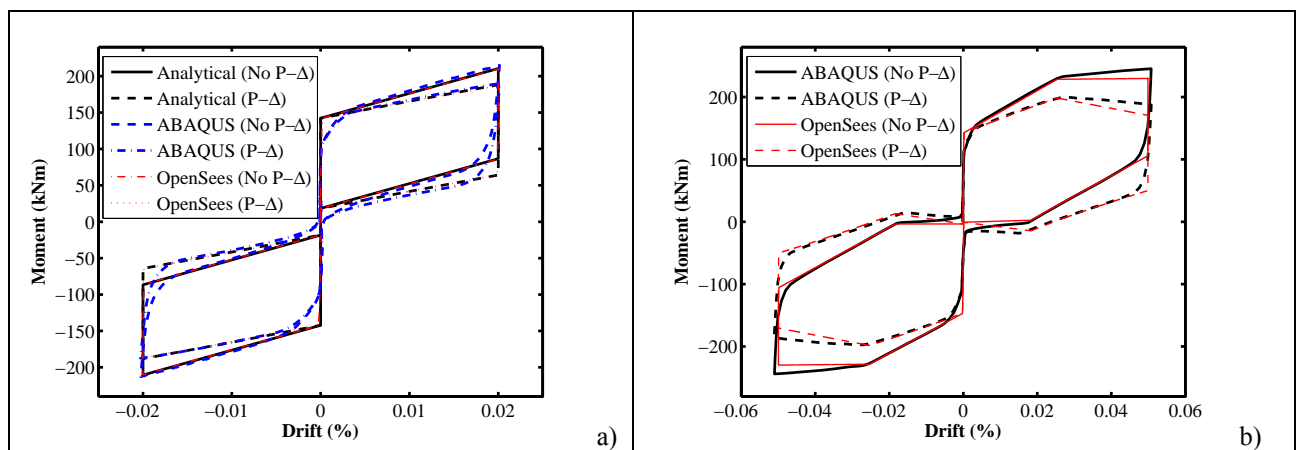 Analytical (No P−Δ)
Analytical (P−Δ)
ABAQUS (No P−Δ)
ABAQUS (P−Δ)
OpenSees (No P−Δ)
OpenSees (P−Δ)
200
150
100
50
0
−50
−100
−150
−200
Moment (kNm)
−0.02
−0.01
0
0.01
0.02
Drift (%)
a)
ABAQUS (No P−Δ)
ABAQUS (P−Δ)
OpenSees (No P−Δ)
OpenSees (P−Δ)
200
100
0
−100
−200
Moment (kNm)
−0.06
−0.04
−0.02
0
0.02
0.04
0.06
Drift (%)
b)